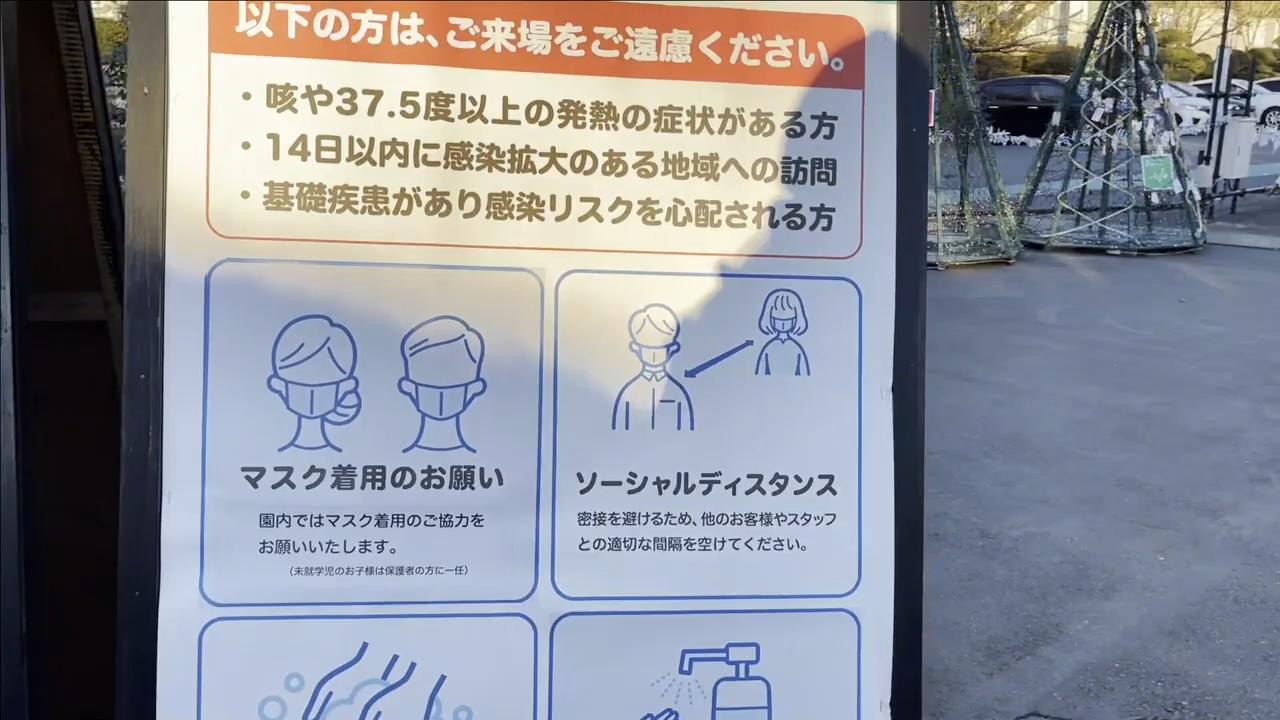 以下の方は、ご来場をご遠慮ください。
・咳や37.5度以上の発熱の症状がある方
・14日以内に感染拡大のある地域への訪問
・基礎疾患があり感染リスクを心配される方
マスク着用のお願い
園内ではマスク着用のご協力を
お願いいたします。
（未就学児のお子様は保護者の方に一任）
ソーシャルディスタンス
密接を避けるため、他のお客様やスタッフ
との適切な間隔を空けてください。